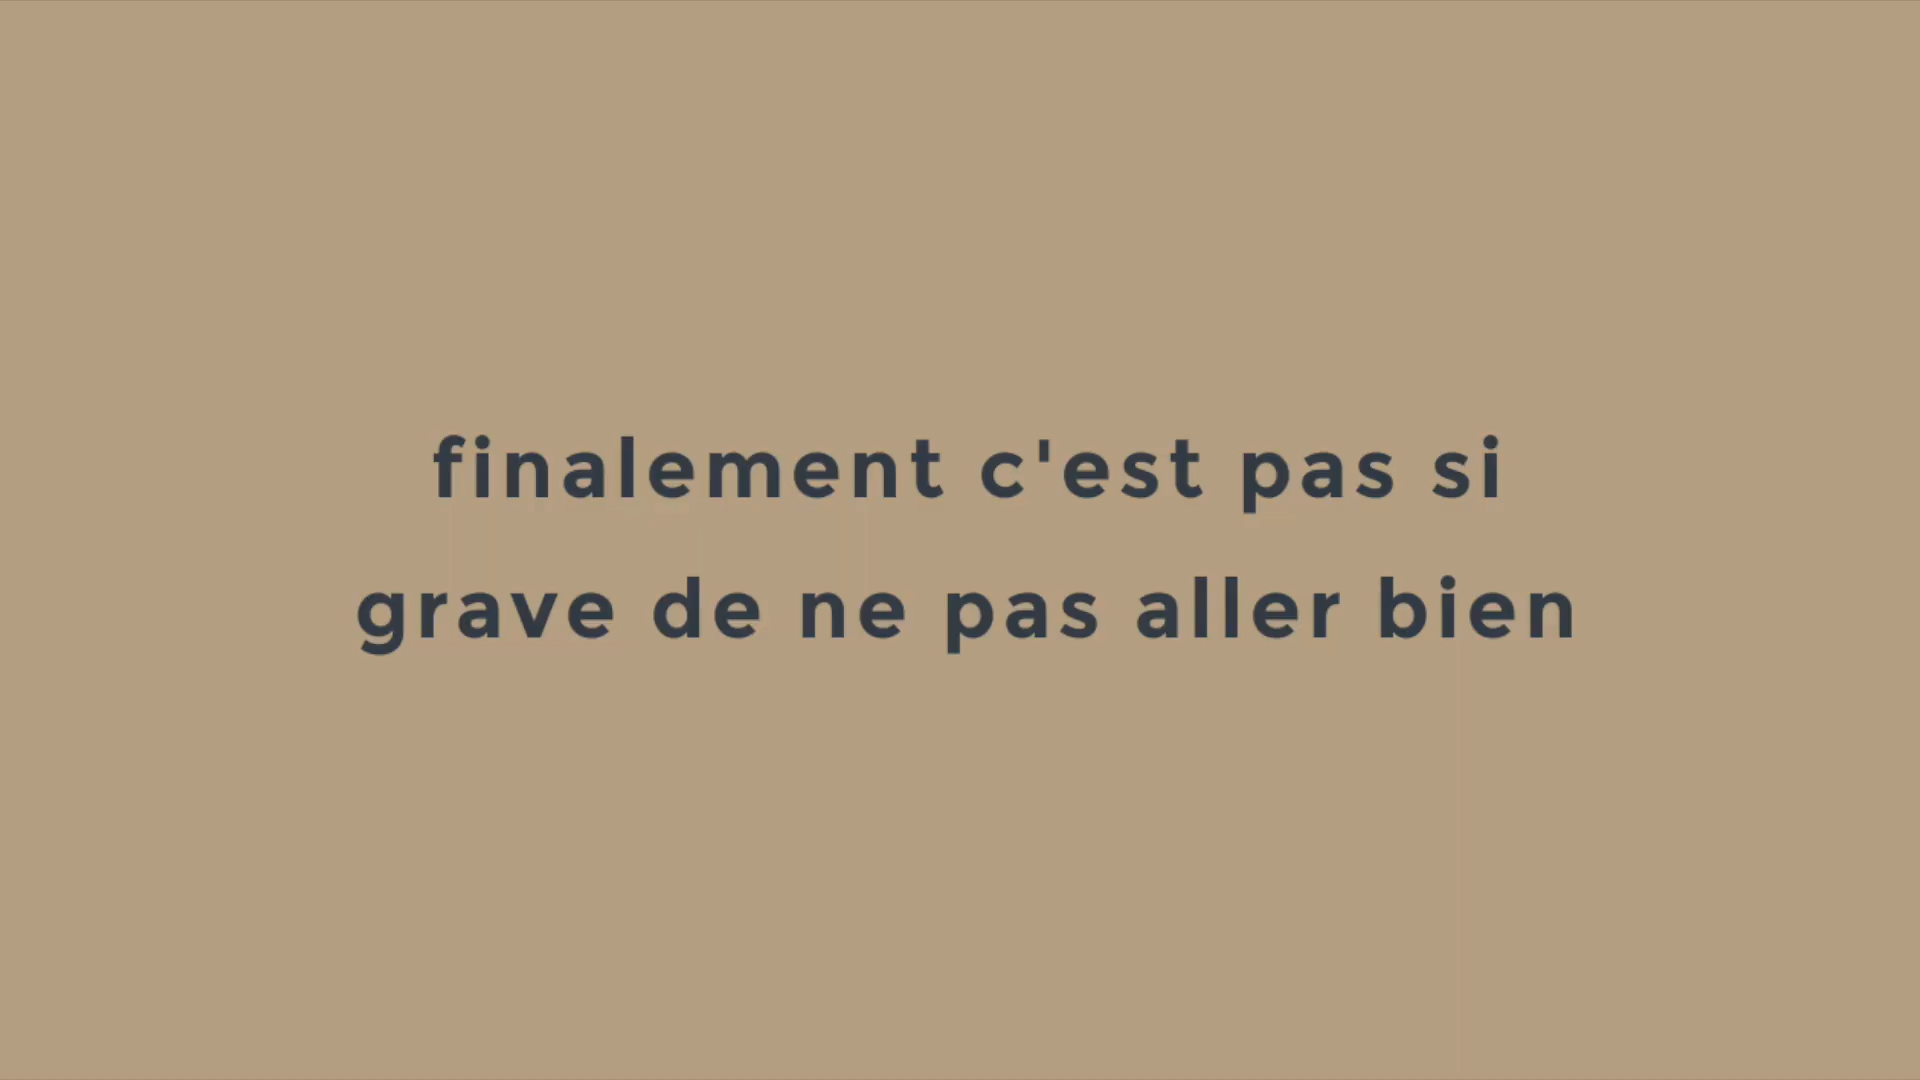 finalement c'est pas si
grave de ne pas aller bien